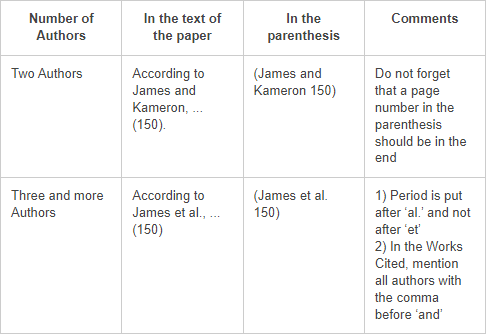 Number of
Authors
In the text of
the paper
In the
parenthesis
Comments
Two Authors
According to
James and
Kameron, ...
(150).
(James and
Kameron 150)
Do not forget
that a page
number in the
parenthesis
should be in the
end
Three and more
Authors
According to
James et al., ...
(150)
(James et al.
150)
1) Period is put
after ‘al.’ and not
after ‘et’
2) In the Works
Cited, mention
all authors with
the comma
before ‘and’